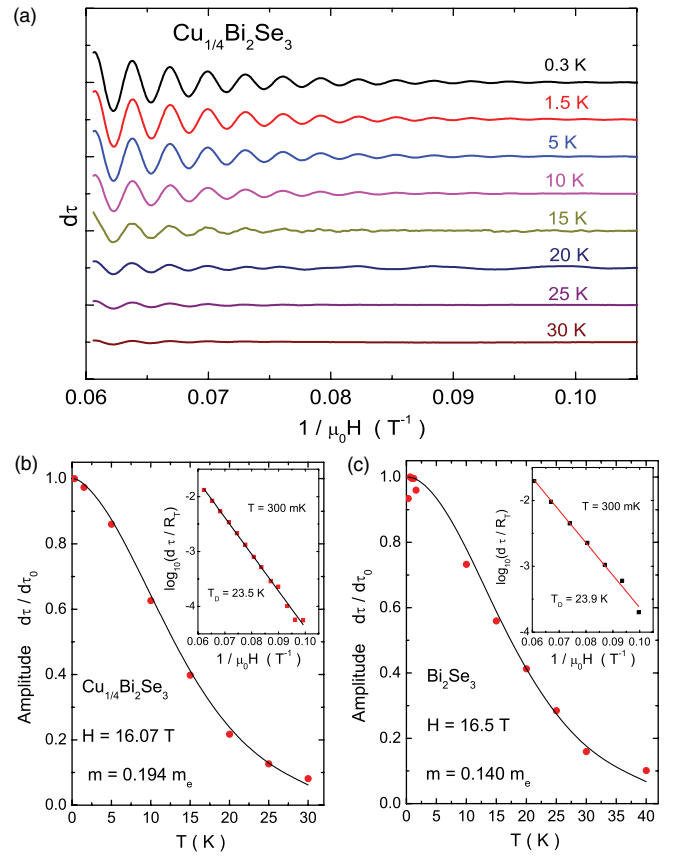 (a)
Cu1/4Bi2Se3
0.3 K
1.5 K
5 K
10 K
15 K
20 K
25 K
30 K
dτ
0.06 0.07 0.08 0.09 0.10
1 / μ0H ( T-1 )
(b)
1.0
0.8
0.6
0.4
0.2
0.0
Amplitude dτ / dτ0
0 5 10 15 20 25 30
T ( K )
Cu1/4Bi2Se3
H = 16.07 T
m = 0.194 me
-2
-3
-4
log10(d τ / RT)
T = 300 mK
TD = 23.5 K
0.06 0.07 0.08 0.09 0.10
1 / μ0H ( T-1 )
(c)
1.0
0.8
0.6
0.4
0.2
0.0
Amplitude dτ / dτ0
0 5 10 15 20 25 30 35 40
T ( K )
Bi2Se3
H = 16.5 T
m = 0.140 me
-2
-3
-4
log10(d τ / RT)
T = 300 mK
TD = 23.9 K
0.06 0.07 0.08 0.09 0.10
1 / μ0H ( T-1 )